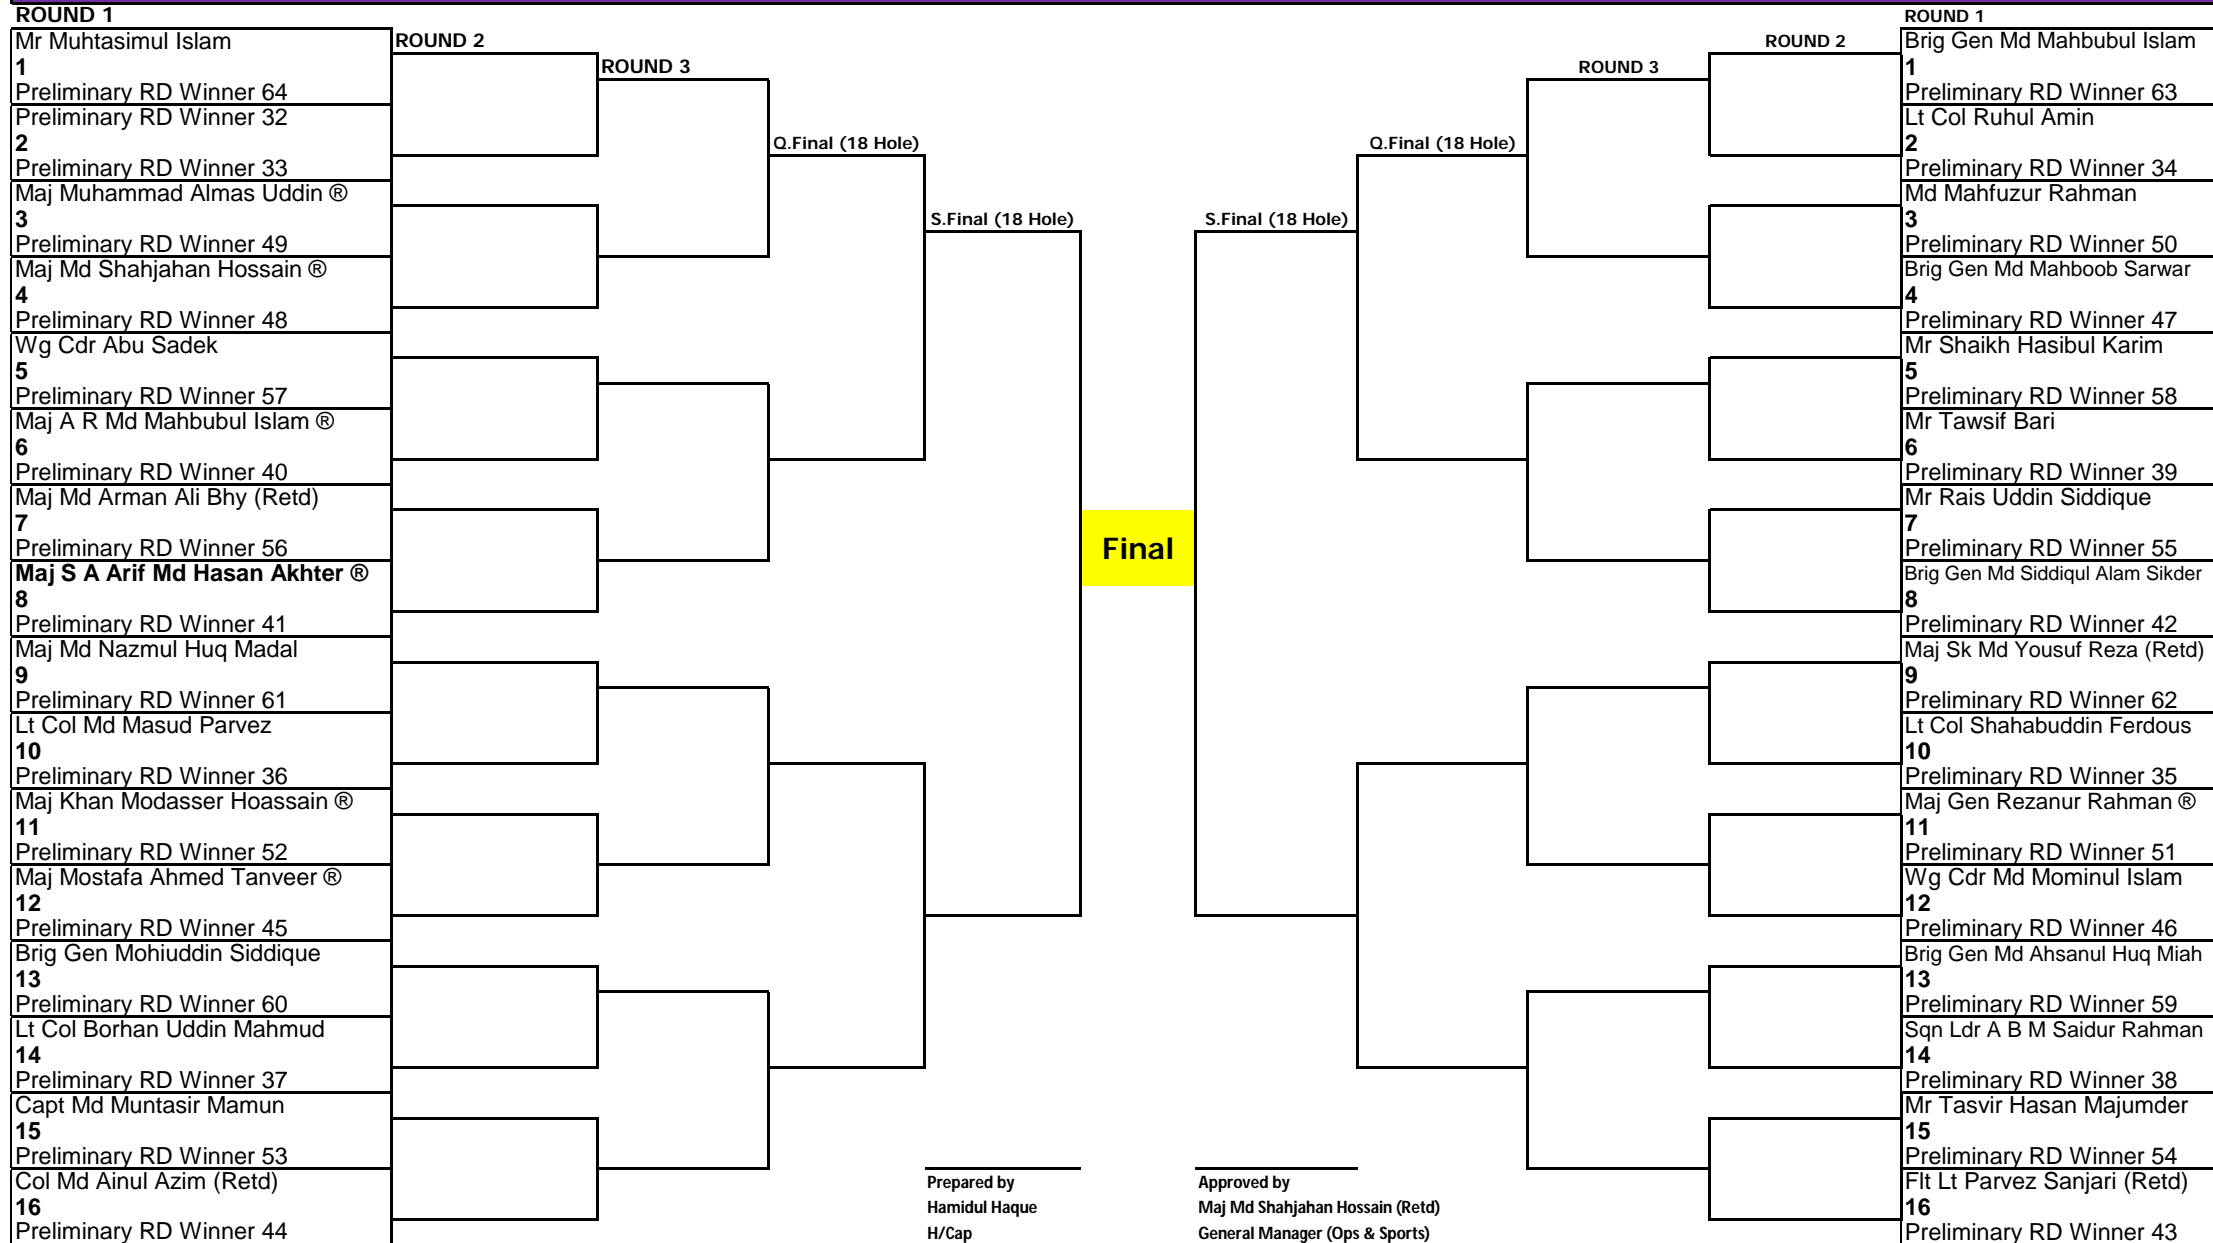 ROUND 1
Mr Muhtasimul Islam
1
Preliminary RD Winner 64
Preliminary RD Winner 32
2
Preliminary RD Winner 33
Maj Muhammad Almas Uddin ®
3
Preliminary RD Winner 49
Maj Md Shahjahan Hossain ®
4
Preliminary RD Winner 48
Wg Cdr Abu Sadek
5
Preliminary RD Winner 57
Maj A R Md Mahbubul Islam ®
6
Preliminary RD Winner 40
Maj Md Arman Ali Bhy (Retd)
7
Preliminary RD Winner 56
Maj S A Arif Md Hasan Akhter ®
8
Preliminary RD Winner 41
Maj Md Nazmul Huq Madal
9
Preliminary RD Winner 61
Lt Col Md Masud Parvez
10
Preliminary RD Winner 36
Maj Khan Modasser Hoassain ®
11
Preliminary RD Winner 52
Maj Mostafa Ahmed Tanveer ®
12
Preliminary RD Winner 45
Brig Gen Mohiuddin Siddique
13
Preliminary RD Winner 60
Lt Col Borhan Uddin Mahmud
14
Preliminary RD Winner 37
Capt Md Muntasir Mamun
15
Preliminary RD Winner 53
Col Md Ainul Azim (Retd)
16
Preliminary RD Winner 44
ROUND 2
ROUND 3
Q.Final (18 Hole)
S.Final (18 Hole)
Final
S.Final (18 Hole)
Q.Final (18 Hole)
ROUND 3
ROUND 2
ROUND 1
Brig Gen Md Mahbubul Islam
1
Preliminary RD Winner 63
Lt Col Ruhul Amin
2
Preliminary RD Winner 34
Md Mahfuzur Rahman
3
Preliminary RD Winner 50
Brig Gen Md Mahboob Sarwar
4
Preliminary RD Winner 47
Mr Shaikh Hasibul Karim
5
Preliminary RD Winner 58
Mr Tawsif Bari
6
Preliminary RD Winner 39
Mr Rais Uddin Siddique
7
Preliminary RD Winner 55
Brig Gen Md Siddiqul Alam Sikder
8
Preliminary RD Winner 42
Maj Sk Md Yousuf Reza (Retd)
9
Preliminary RD Winner 62
Lt Col Shahabuddin Ferdous
10
Preliminary RD Winner 35
Maj Gen Rezanur Rahman ®
11
Preliminary RD Winner 51
Wg Cdr Md Mominul Islam
12
Preliminary RD Winner 46
Brig Gen Md Ahsanul Huq Miah
13
Preliminary RD Winner 59
Sqn Ldr A B M Saidur Rahman
14
Preliminary RD Winner 38
Mr Tasvir Hasan Majumder
15
Preliminary RD Winner 54
Flt Lt Parvez Sanjari (Retd)
16
Preliminary RD Winner 43
Prepared by
Hamidul Haque
H/Cap
Approved by
Maj Md Shahjahan Hossain (Retd)
General Manager (Ops & Sports)